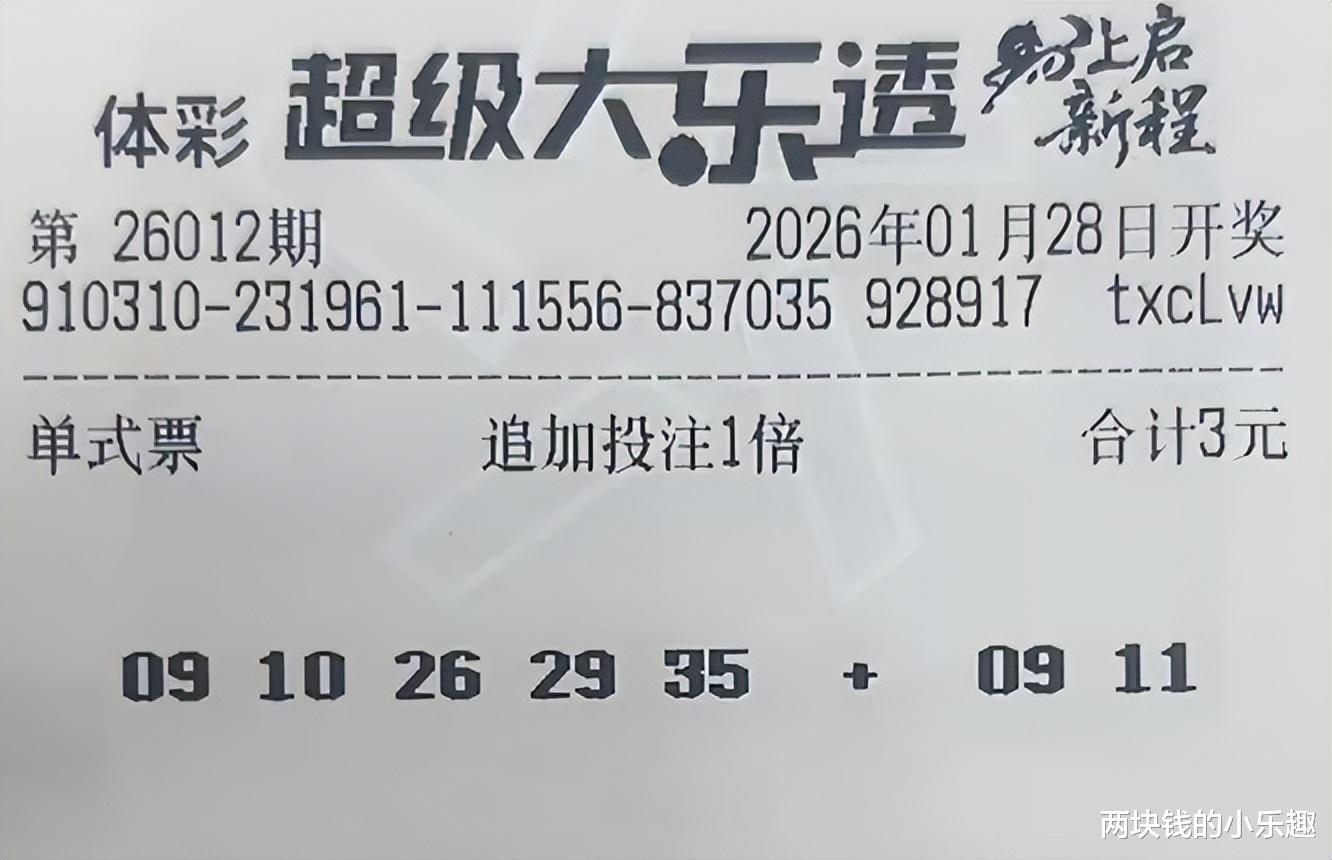 体彩 超级大乐透 马上启
新程
第 26012期 2026年01月28日开奖
910310-231961-111556-837035 928917 txcLvw
单式票 追加投注1倍 合计3元
09 10 26 29 35 + 09 11
两块钱的小乐趣